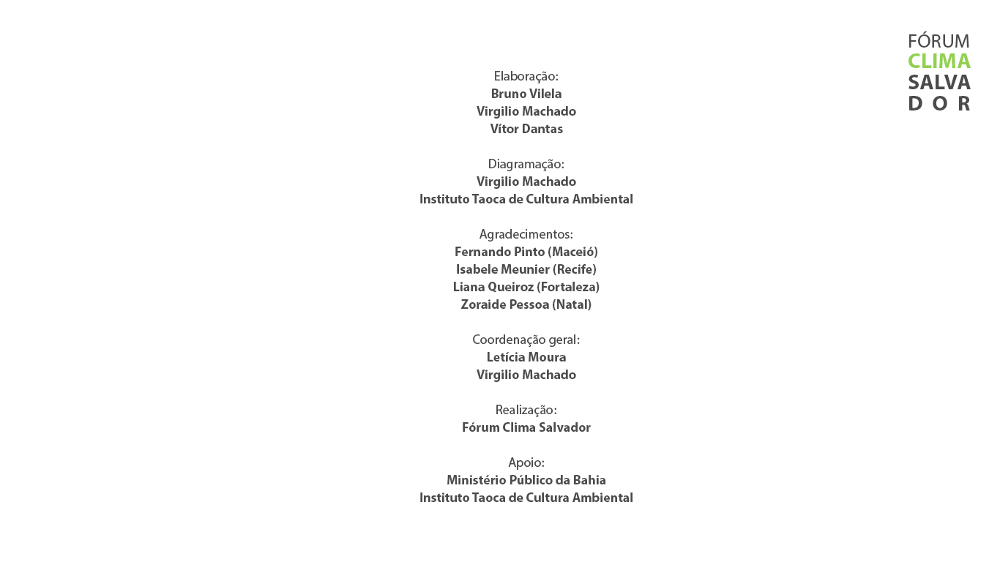 FÓRUM
CLIMA
SALVA
DOR
Elaboração:
Bruno Vilela
Virgilio Machado
Vítor Dantas
Diagramação:
Virgilio Machado
Instituto Taoca de Cultura Ambiental
Agradecimentos:
Fernando Pinto (Maceió)
Isabele Meunier (Recife)
Liana Queiroz (Fortaleza)
Zoraide Pessoa (Natal)
Coordenação geral:
Letícia Moura
Virgilio Machado
Realização:
Fórum Clima Salvador
Apoio:
Ministério Público da Bahia
Instituto Taoca de Cultura Ambiental